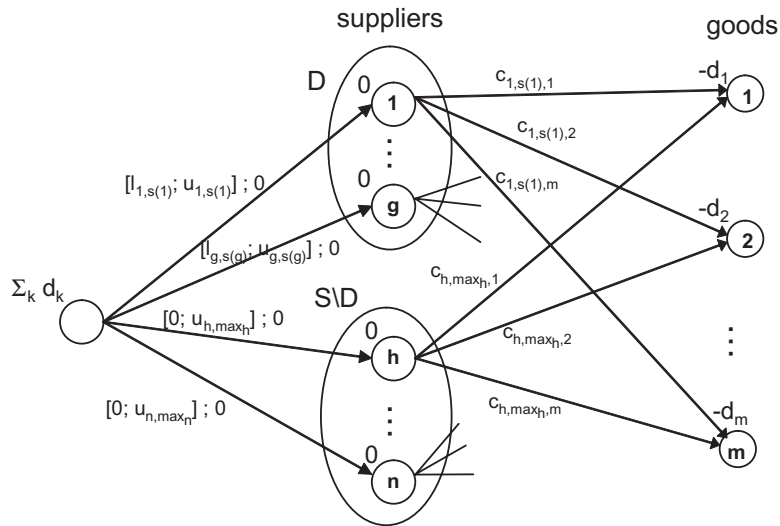 suppliers
goods
D
0
1
⋮
0
g
[l1,s(1); u1,s(1)] ; 0
[lg,s(g); ug,s(g)] ; 0
Σk dk
[0; uh,maxh] ; 0
[0; un,maxn] ; 0
S\D
0
h
⋮
0
n
c1,s(1),1
c1,s(1),2
c1,s(1),m
ch,maxh,1
ch,maxh,2
ch,maxh,m
-d1
1
-d2
2
⋮
-dm
m